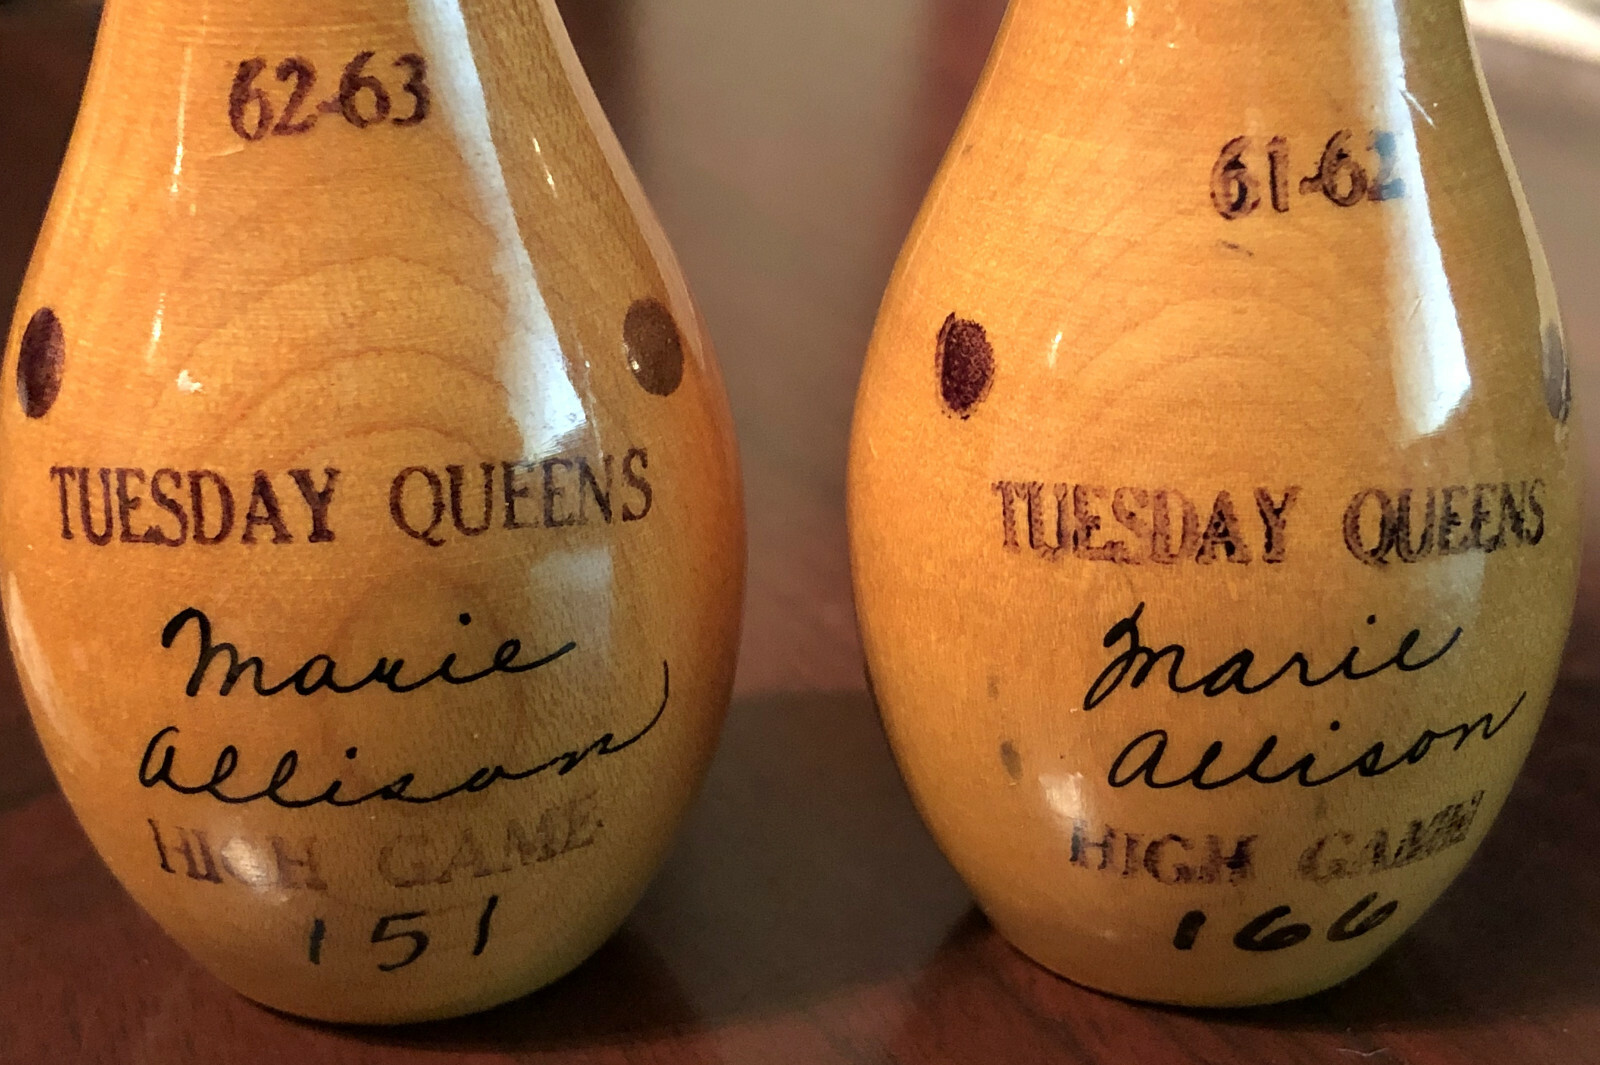 62-63
TUESDAY QUEENS
Marie
Allison
HIGH GAME
151
61-62
TUESDAY QUEENS
Marie
Allison
HIGH GAME
166